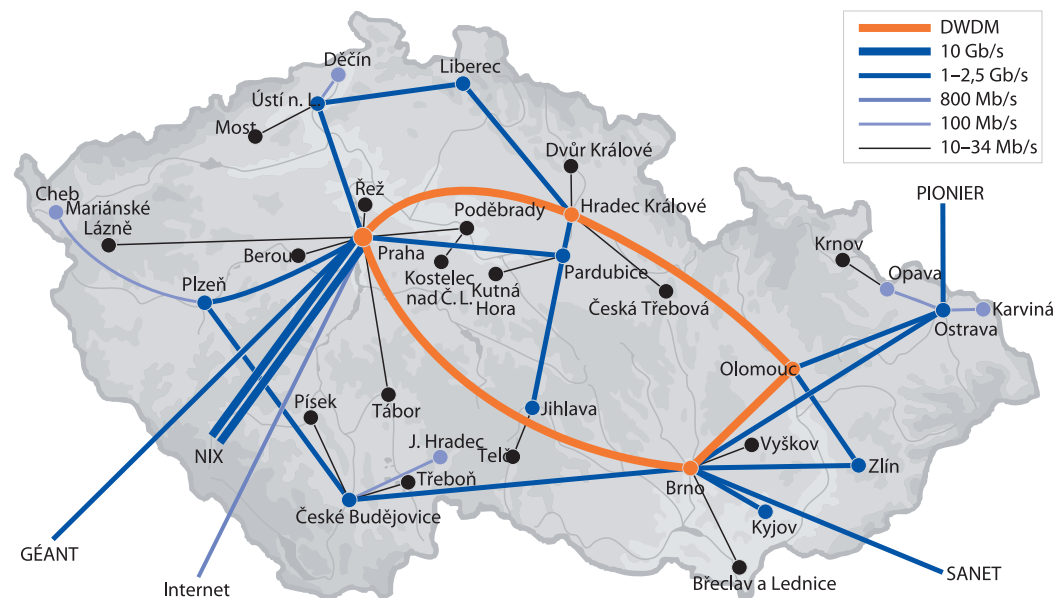 DWDM
10 Gb/s
1–2,5 Gb/s
800 Mb/s
100 Mb/s
10–34 Mb/s
Děčín
Liberec
Ústí n. L.
Most
Dvůr Králové
Cheb
Mariánské
Lázně
Řež
Poděbrady
Hradec Králové
PIONIER
Beroun
Praha
Krnov
Opava
Plzeň
Kostelec
nad Č. L.
Kutná
Hora
Pardubice
Česká Třebová
Karviná
Ostrava
Olomouc
Písek
Tábor
Jihlava
J. Hradec
Telč
Vyškov
NIX
Třeboň
Zlín
Brno
České Budějovice
Kyjov
GÉANT
Internet
Břeclav a Lednice
SANET